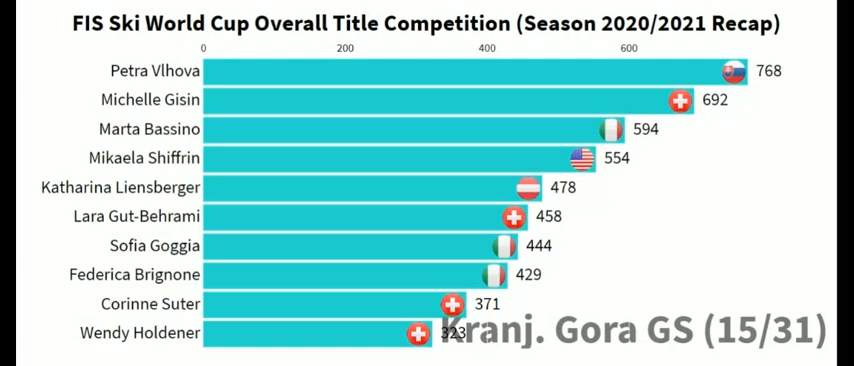 FIS Ski World Cup Overall Title Competition (Season 2020/2021 Recap)
0 200 400 600
Petra Vlhova 768
Michelle Gisin 692
Marta Bassino 594
Mikaela Shiffrin 554
Katharina Liensberger 478
Lara Gut-Behrami 458
Sofia Goggia 444
Federica Brignone 429
Corinne Suter 371
Wendy Holdener 323
Kranj. Gora GS (15/31)